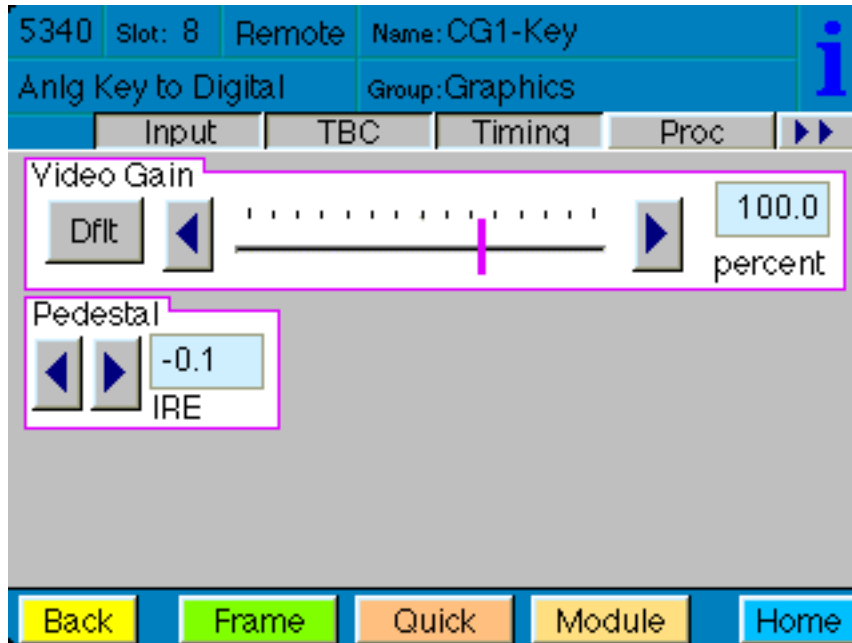 5340 Slot: 8 Remote Name: CG1-Key
Anlg Key to Digital Group: Graphics
i
Input TBC Timing Proc
Video Gain
Dflt
100.0
percent
Pedestal
-0.1
IRE
Back Frame Quick Module Home